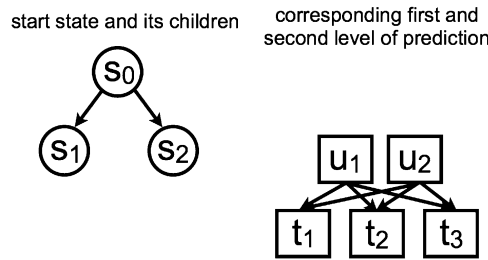 start state and its children
corresponding first and
second level of prediction
s0
s1 s2
u1 u2
t1 t2 t3